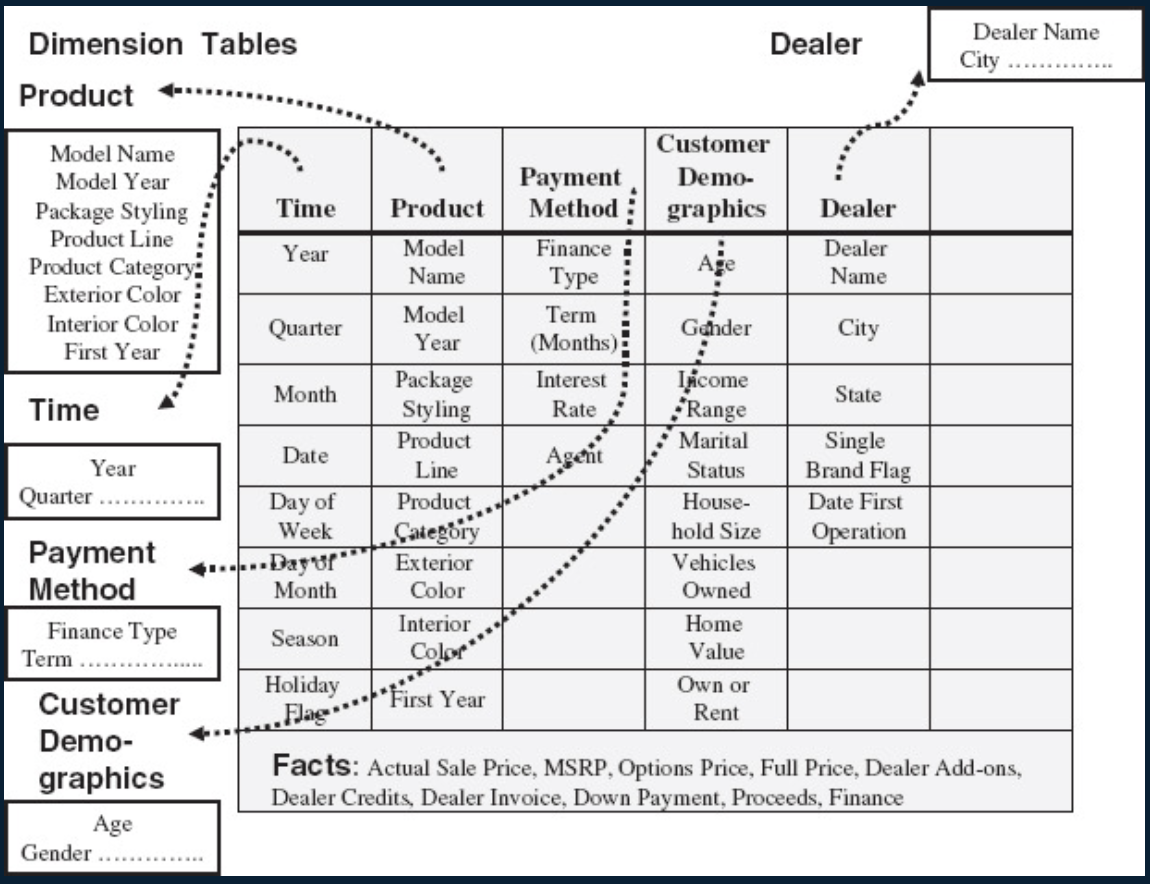 Dimension Tables
Dealer
Dealer Name
City …………..
Product
Model Name
Model Year
Package Styling
Product Line
Product Category
Exterior Color
Interior Color
First Year
Time
Year
Quarter …………..
Payment
Method
Finance Type
Term ………….....
Customer
Demo-
graphics
Age
Gender …………..
Time
Product
Payment
Method
Customer
Demo-
graphics
Dealer
Year
Model
Name
Finance
Type
Age
Dealer
Name
Quarter
Model
Year
Term
(Months)
Gender
City
Month
Package
Styling
Interest
Rate
Income
Range
State
Date
Product
Line
Agent
Marital
Status
Single
Brand Flag
Day of
Week
Product
Category
House-
hold Size
Date First
Operation
Day of
Month
Exterior
Color
Vehicles
Owned
Season
Interior
Color
Home
Value
Holiday
Flag
First Year
Own or
Rent
Facts: Actual Sale Price, MSRP, Options Price, Full Price, Dealer Add-ons,
Dealer Credits, Dealer Invoice, Down Payment, Proceeds, Finance